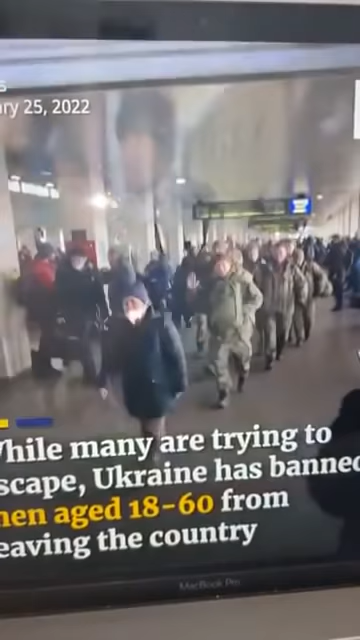 s
ry 25, 2022
hile many are trying to
scape, Ukraine has banned
men aged 18-60 from
eaving the country
MacBook Pro